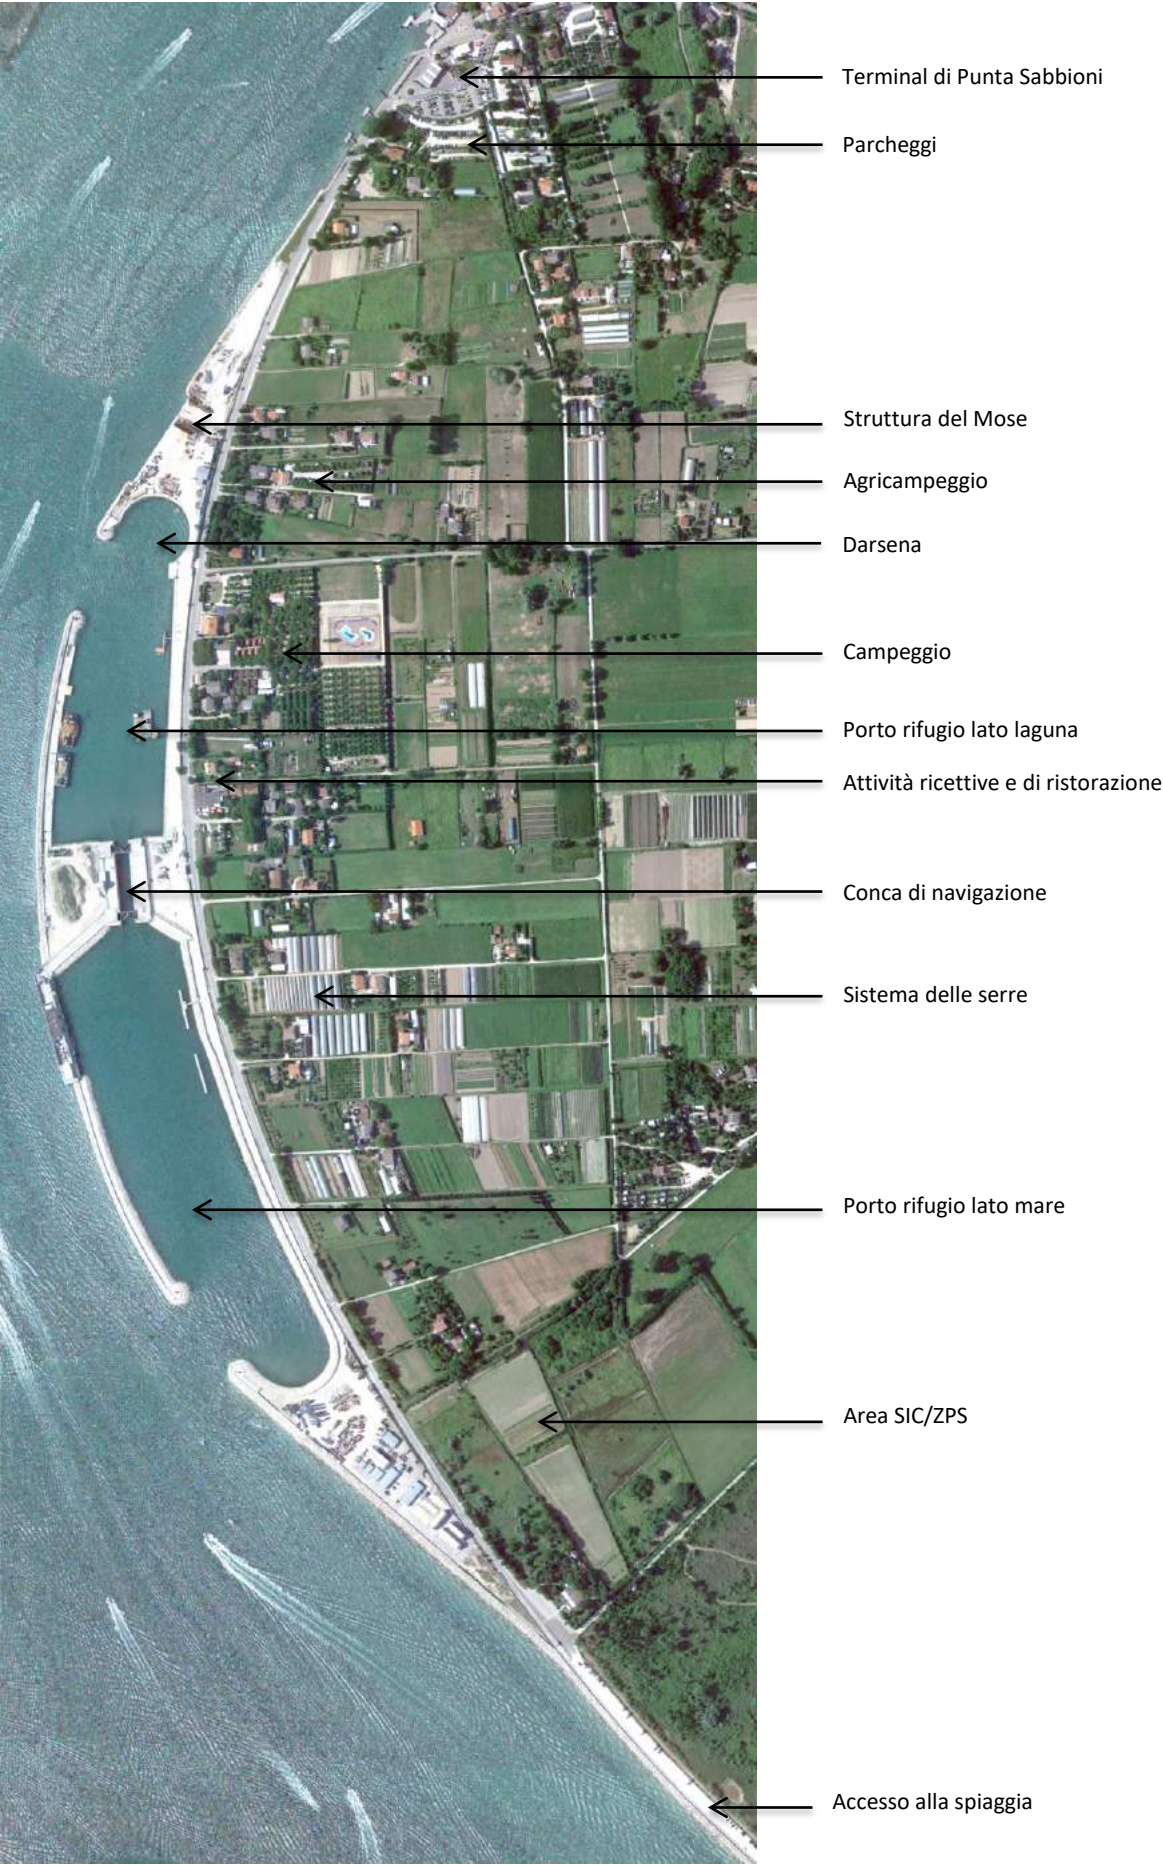 Terminal di Punta Sabbioni
Parcheggi
Struttura del Mose
Agricampeggio
Darsena
Campeggio
Porto rifugio lato laguna
Attività ricettive e di ristorazione
Conca di navigazione
Sistema delle serre
Porto rifugio lato mare
Area SIC/ZPS
Accesso alla spiaggia